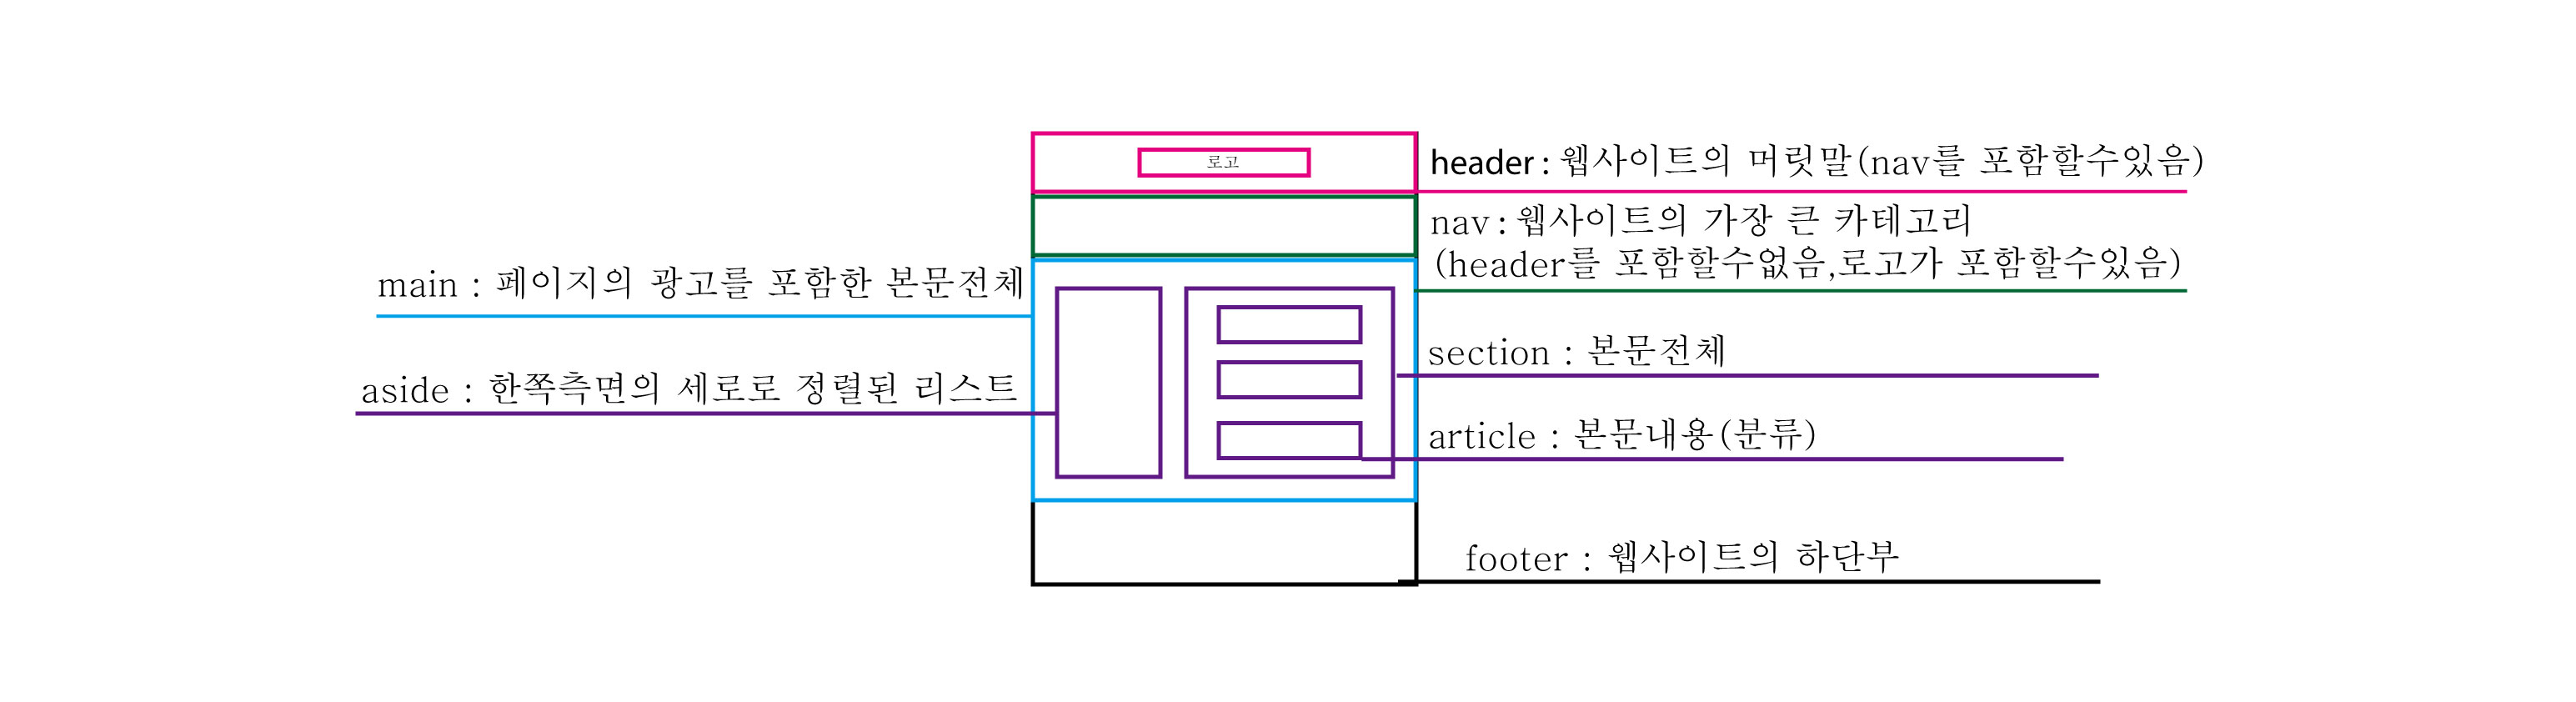 로고
header : 웹사이트의 머릿말(nav를 포함할수있음)
nav : 웹사이트의 가장 큰 카테고리
(header를 포함할수없음,로고가 포함할수있음)
main : 페이지의 광고를 포함한 본문전체
section : 본문전체
aside : 한쪽측면의 세로로 정렬된 리스트
article : 본문내용(분류)
footer : 웹사이트의 하단부